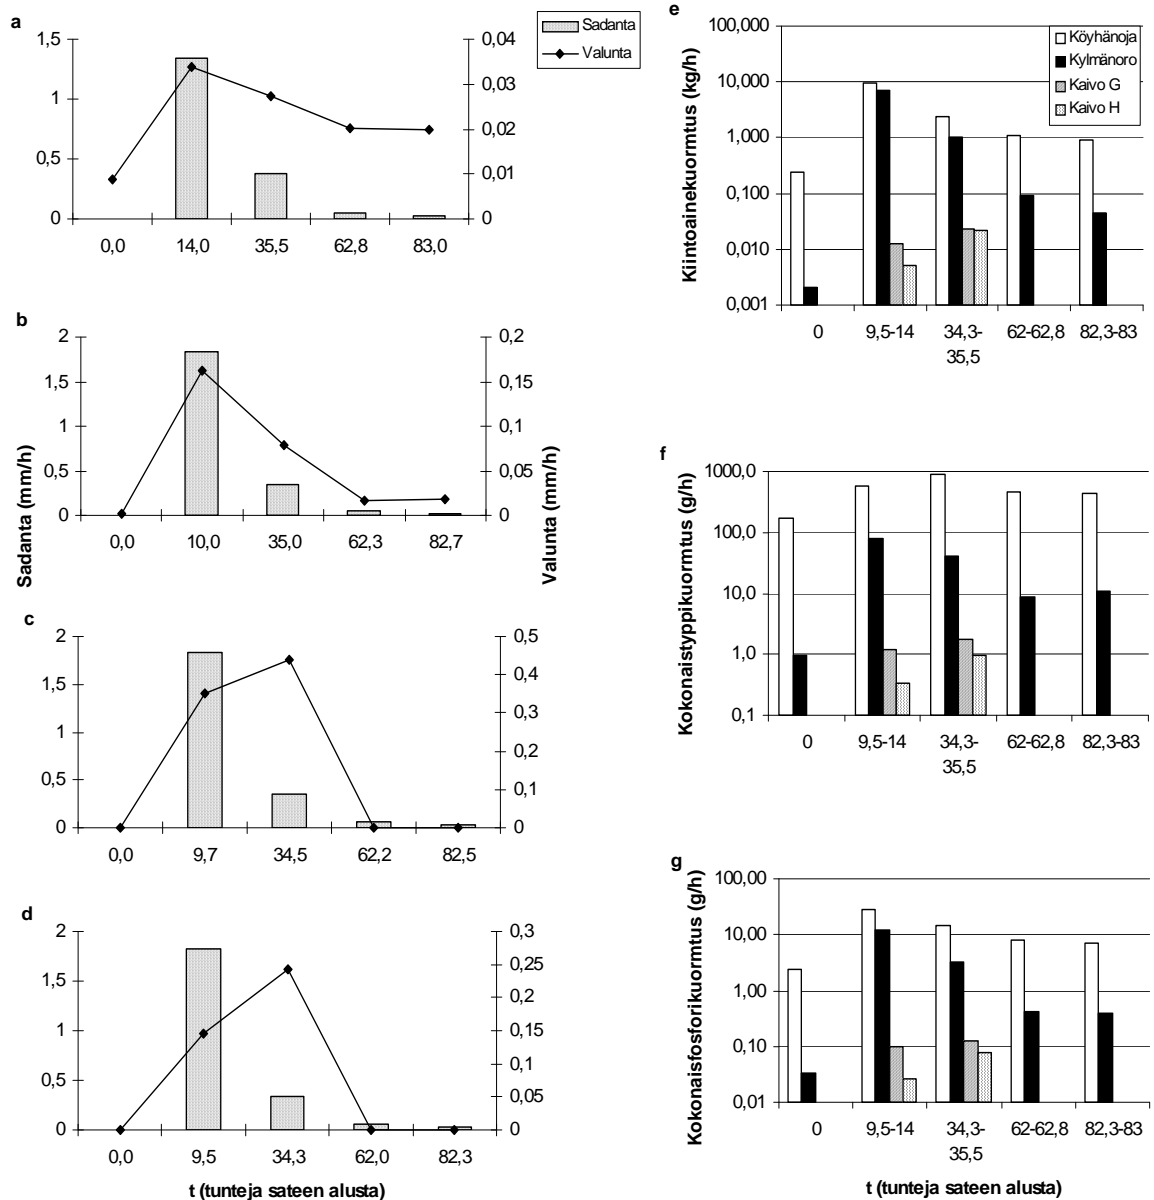 a
Sadanta
Valunta
1,5
1
0,5
0
0,04
0,03
0,02
0,01
0
0,0 14,0 35,5 62,8 83,0
b
2
1,5
1
0,5
0
0,2
0,15
0,1
0,05
0
0,0 10,0 35,0 62,3 82,7
Sadanta (mm/h)
Valunta (mm/h)
c
2
1,5
1
0,5
0
0,5
0,4
0,3
0,2
0,1
0
0,0 9,7 34,5 62,2 82,5
d
2
1,5
1
0,5
0
0,3
0,25
0,2
0,15
0,1
0,05
0
0,0 9,5 34,3 62,0 82,3
t (tunteja sateen alusta)
e
Kiintoainekuormtus (kg/h)
100,000
10,000
1,000
0,100
0,010
0,001
Köyhänoja
Kylmänoro
Kaivo G
Kaivo H
0 9,5-14 34,3- 62-62,8 82,3-83
35,5
f
Kokonaistyppikuormtus (g/h)
1000,0
100,0
10,0
1,0
0,1
0 9,5-14 34,3- 62-62,8 82,3-83
35,5
g
Kokonaisfosforikuormtus (g/h)
100,00
10,00
1,00
0,10
0,01
0 9,5-14 34,3- 62-62,8 82,3-83
35,5
t (tunteja sateen alusta)